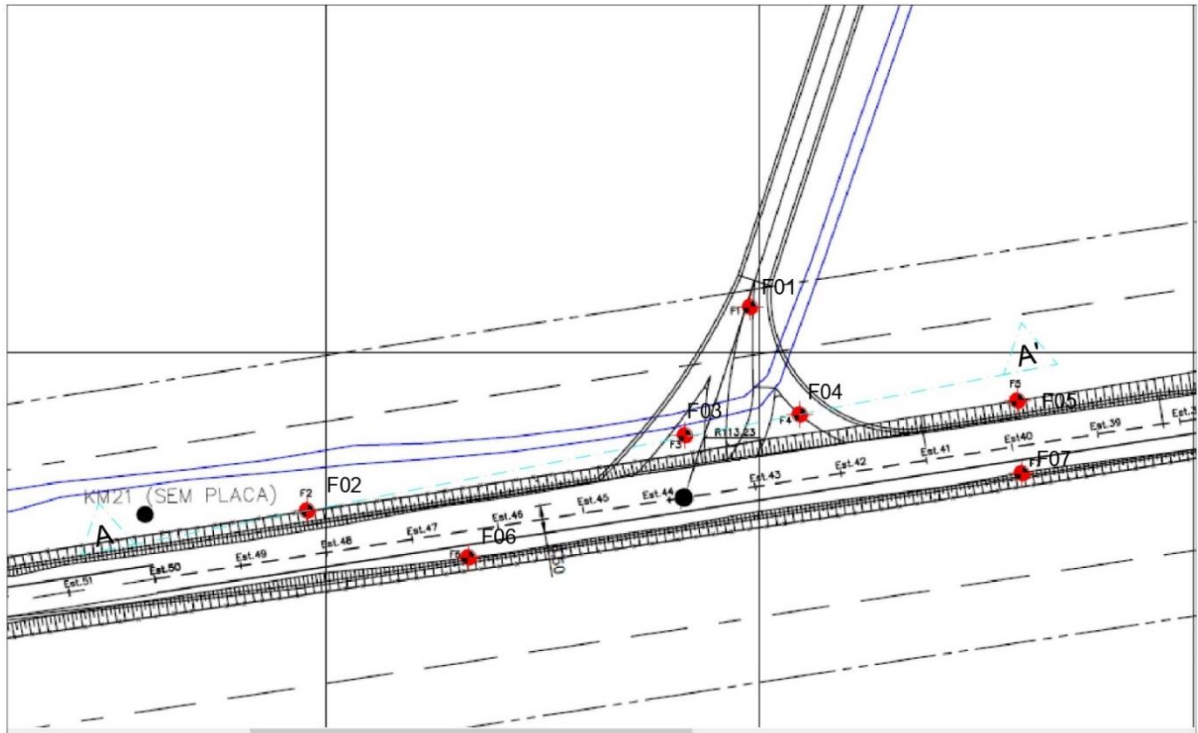 F01
F1
A'
F5
F05
F04
F4
F03
F3
R113,23
Est.39
Est.40
Est.41
Est.42
Est.43
Est.44
Est.45
Est.46
Est.47
Est.48
Est.49
Est.50
Est.51
F07
KM21 (SEM PLACA)
F2
F02
A
F06
F6